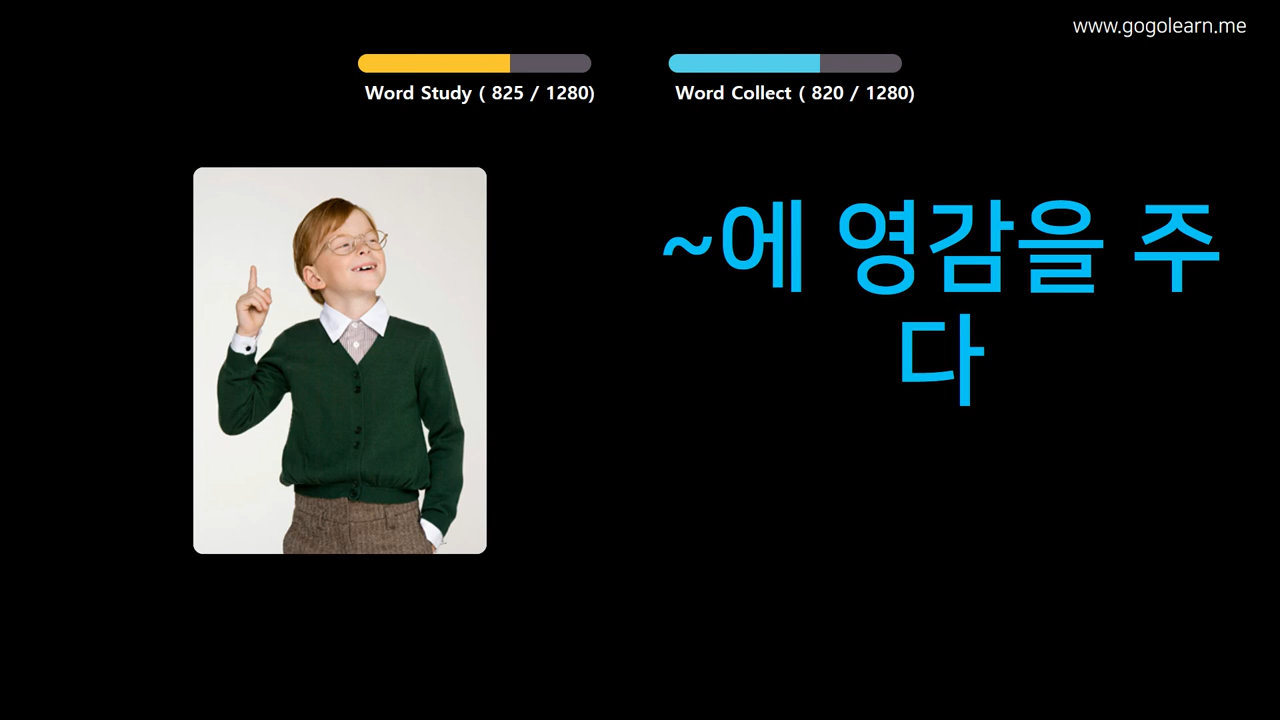 www.gogolearn.me
Word Study ( 825 / 1280)
Word Collect ( 820 / 1280)
~에 영감을 주
다